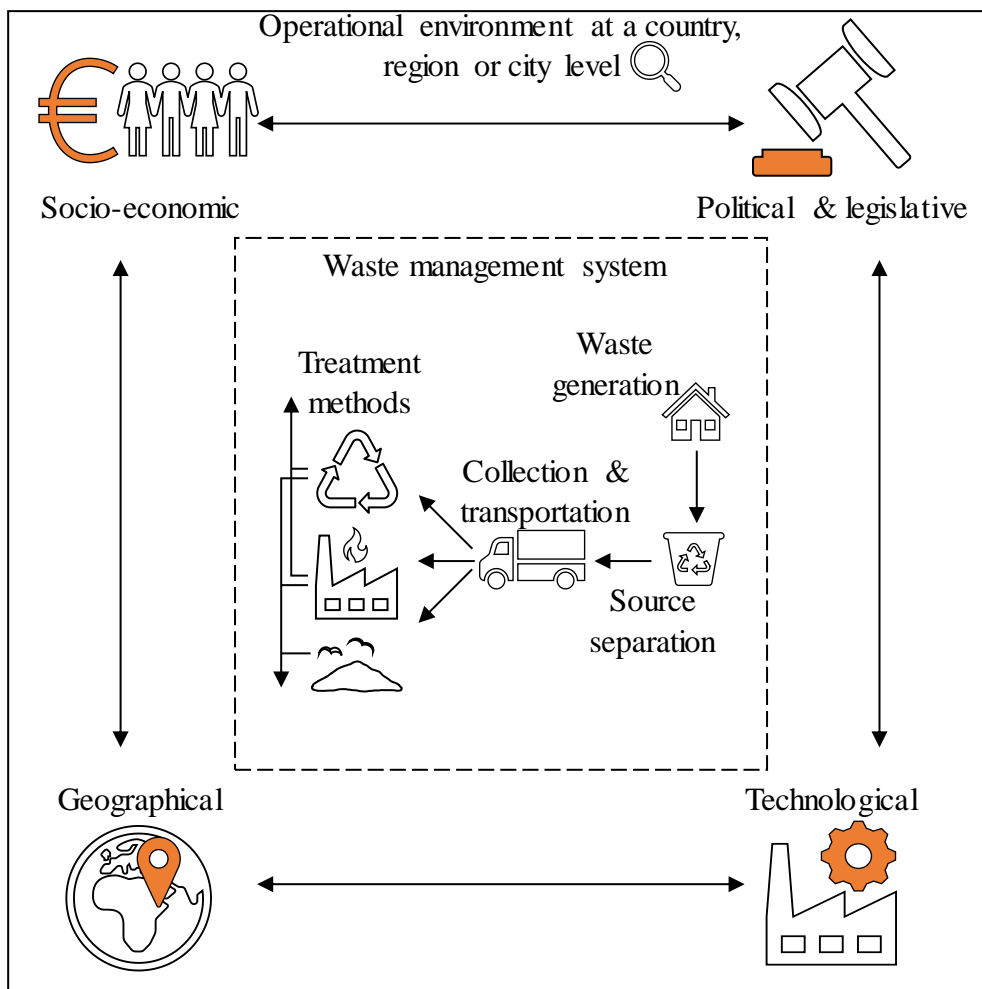 Operational environment at a country,
region or city level
Socio-economic
Political & legislative
Waste management system
Waste
generation
Treatment
methods
Collection &
transportation
Source
separation
Geographical
Technological